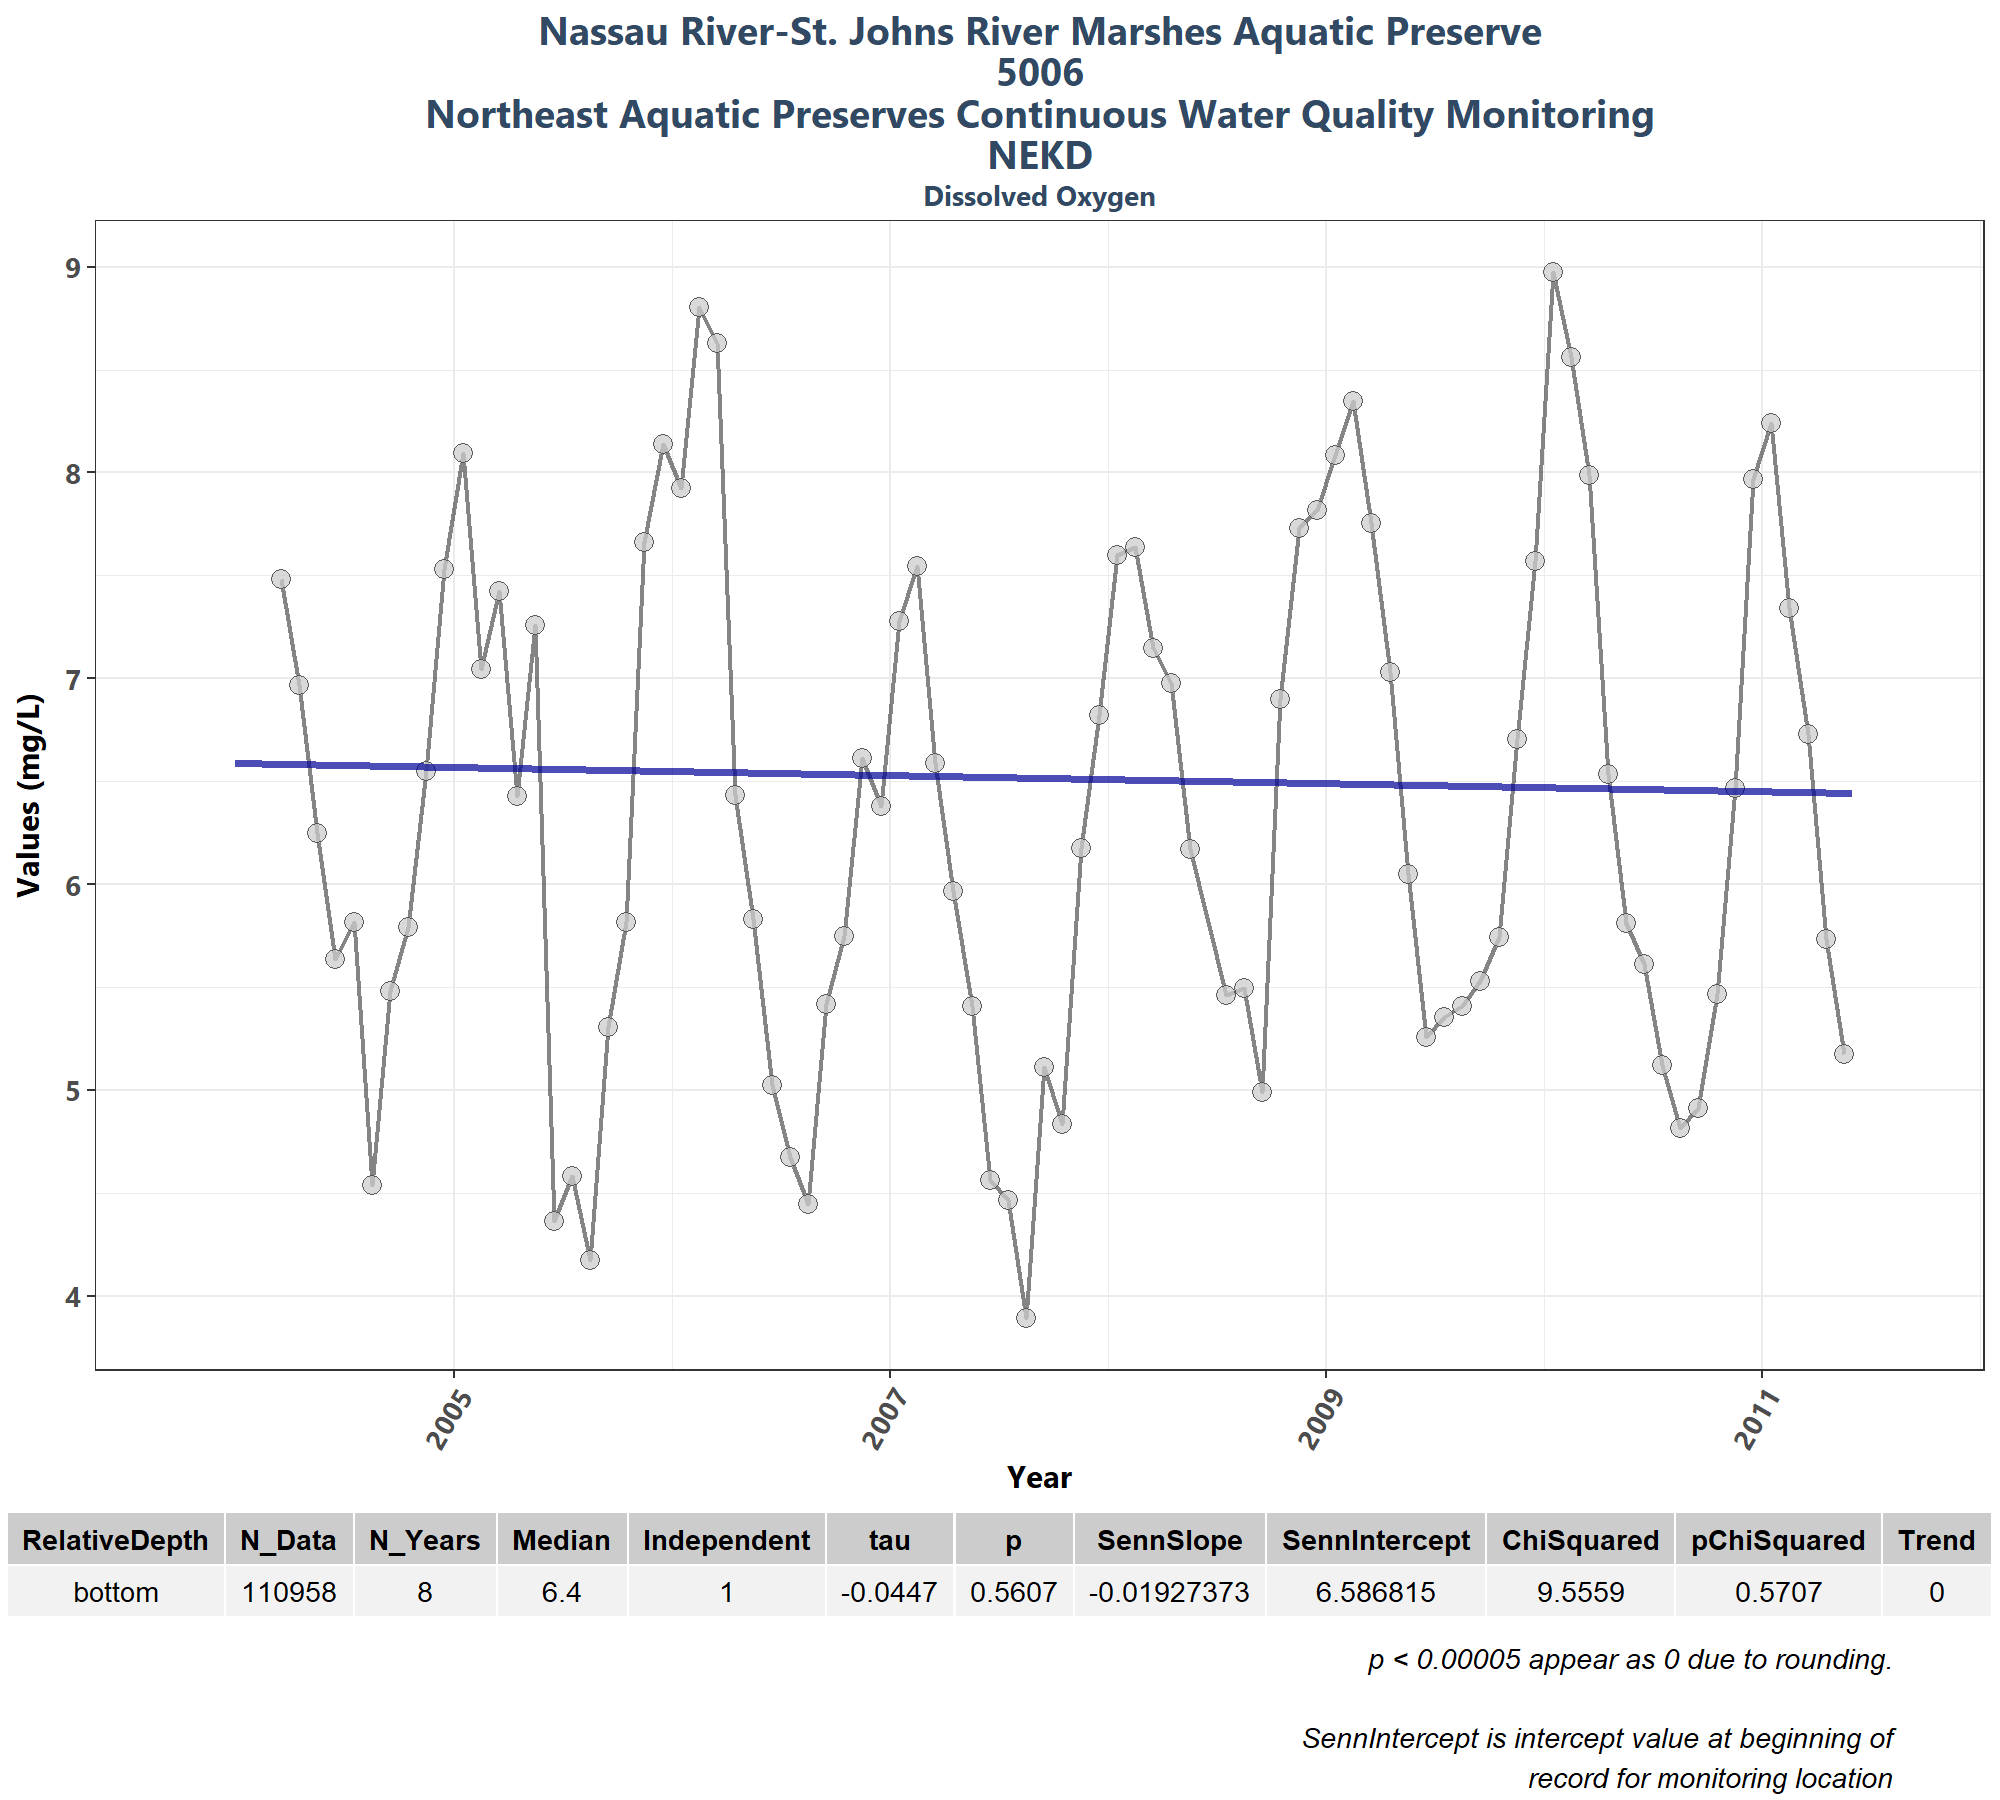 Nassau River-St. Johns River Marshes Aquatic Preserve
5006
Northeast Aquatic Preserves Continuous Water Quality Monitoring
NEKD
Dissolved Oxygen
9
8
7
6
5
4
Values (mg/L)
2005
2007
2009
2011
Year
RelativeDepth N_Data N_Years Median Independent tau p SennSlope SennIntercept ChiSquared pChiSquared Trend
bottom 110958 8 6.4 1 -0.0447 0.5607 -0.01927373 6.586815 9.5559 0.5707 0
p < 0.00005 appear as 0 due to rounding.
SennIntercept is intercept value at beginning of
record for monitoring location